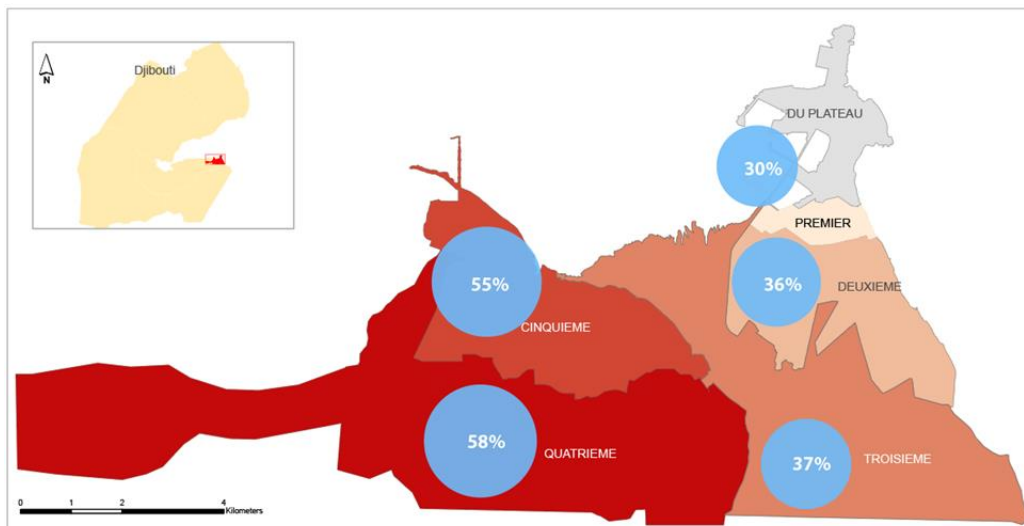 Djibouti
N
DU PLATEAU
30%
PREMIER
55%
36%
DEUXIEME
CINQUIEME
58%
QUATRIEME
37%
TROISIEME
0 1 2 4
Kilometers